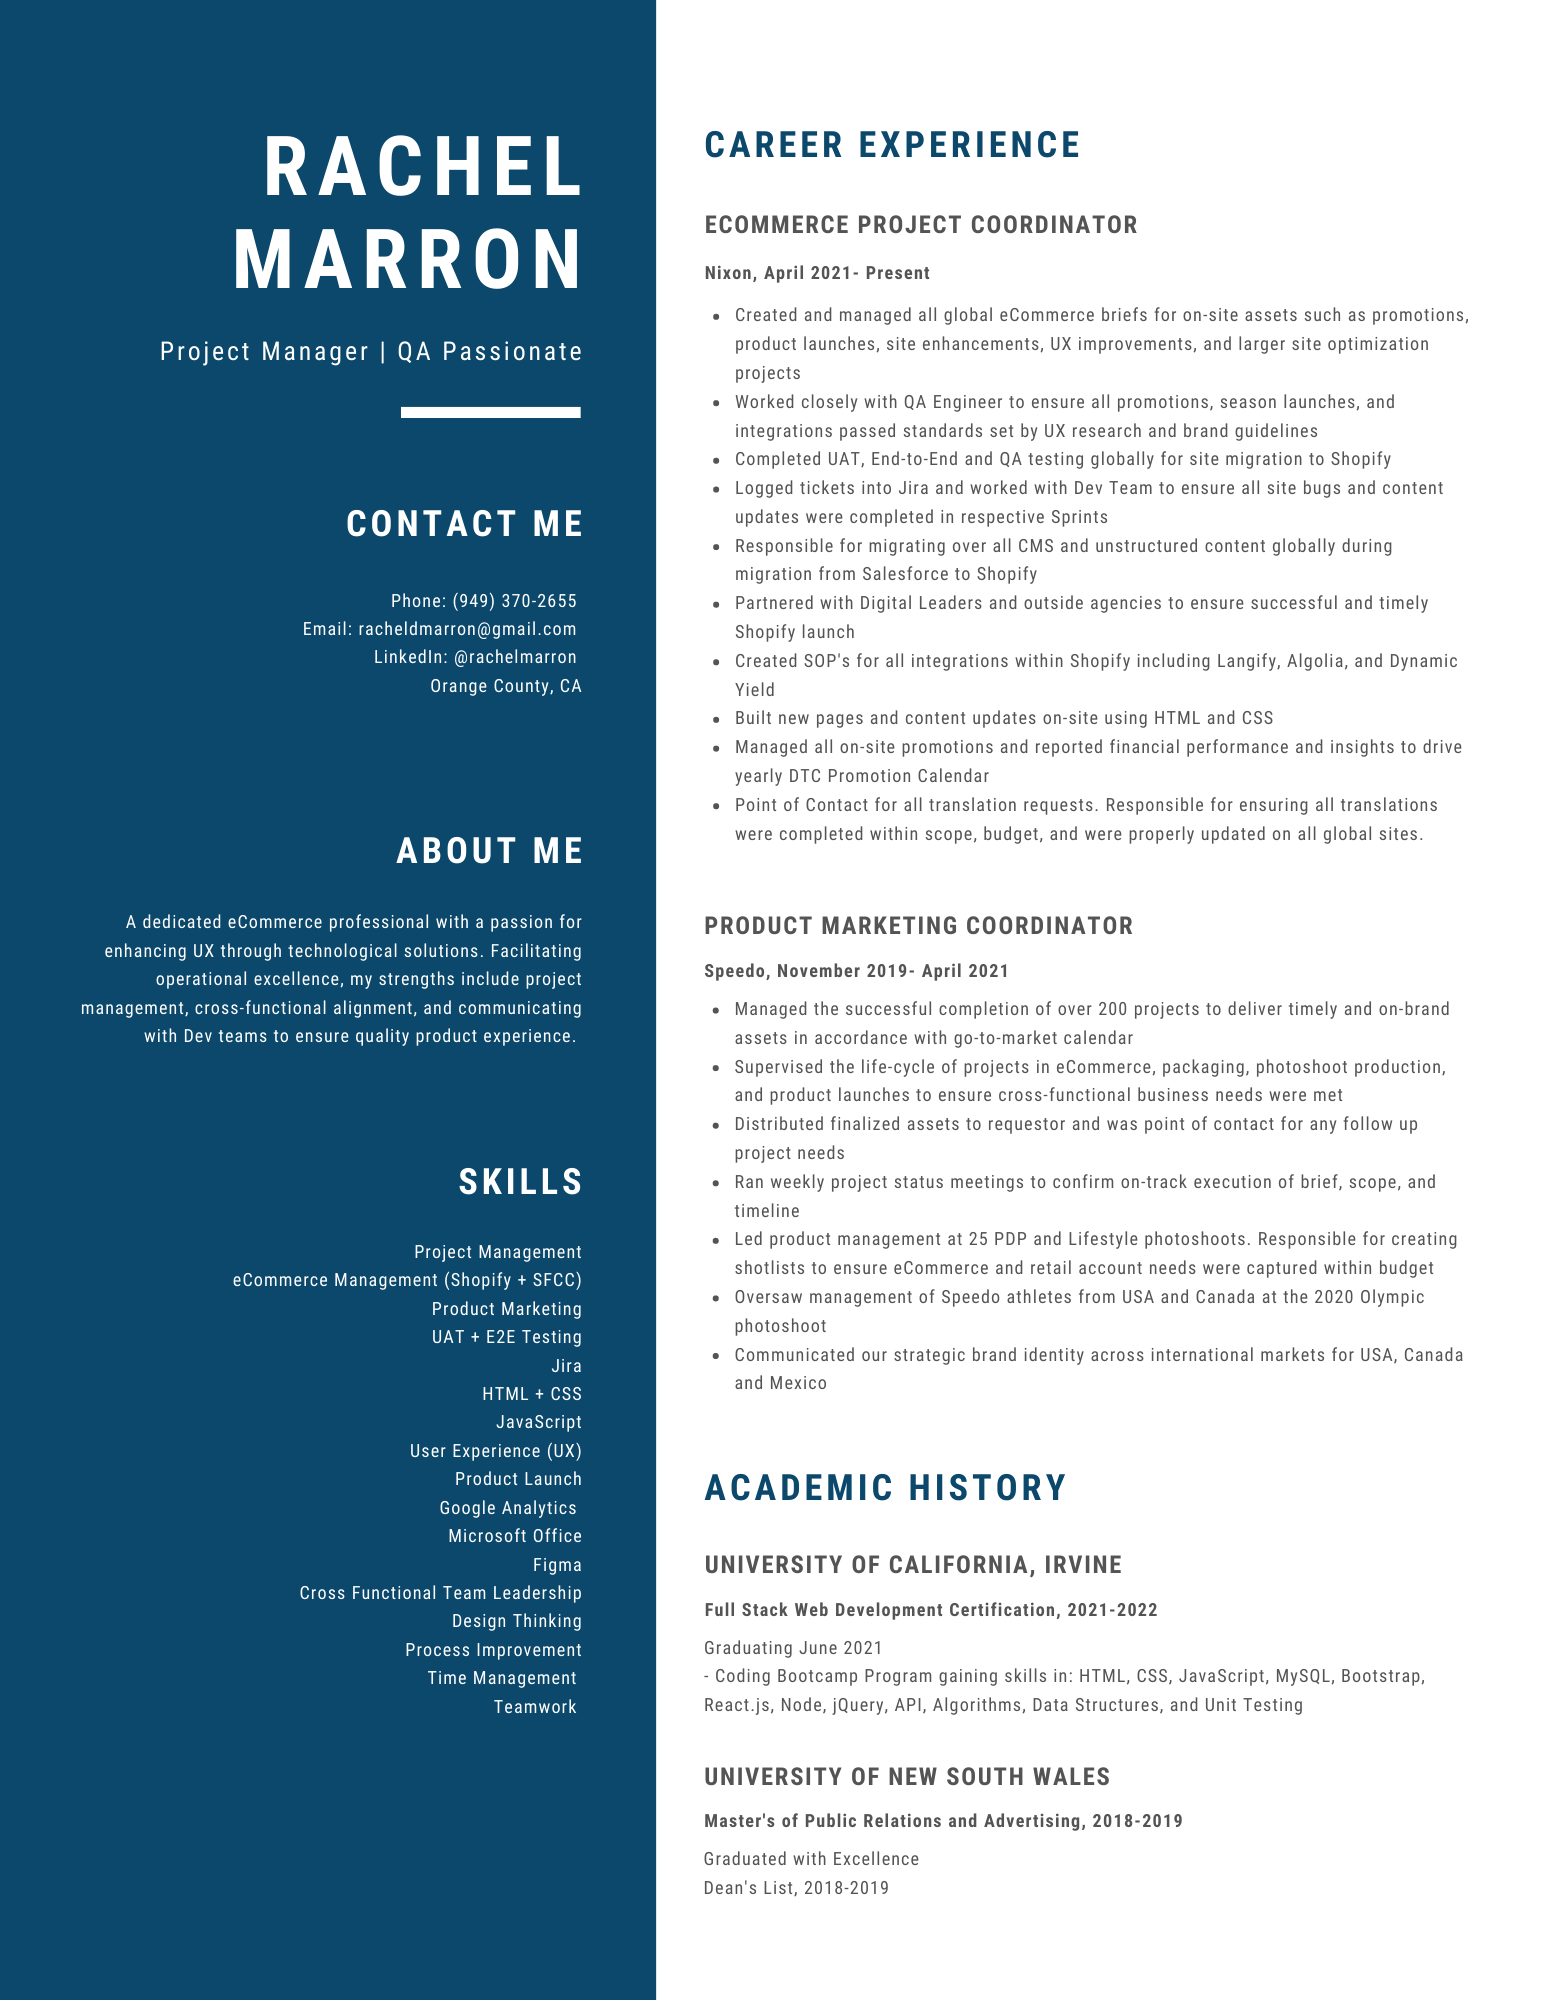 RACHEL
MARRON
Project Manager | QA Passionate
CONTACT ME
Phone: (949) 370-2655
Email: racheldmarron@gmail.com
LinkedIn: @rachelmarron
Orange County, CA
ABOUT ME
A dedicated eCommerce professional with a passion for
enhancing UX through technological solutions. Facilitating
operational excellence, my strengths include project
management, cross-functional alignment, and communicating
with Dev teams to ensure quality product experience.
SKILLS
Project Management
eCommerce Management (Shopify + SFCC)
Product Marketing
UAT + E2E Testing
Jira
HTML + CSS
JavaScript
User Experience (UX)
Product Launch
Google Analytics
Microsoft Office
Figma
Cross Functional Team Leadership
Design Thinking
Process Improvement
Time Management
Teamwork
CAREER EXPERIENCE
ECOMMERCE PROJECT COORDINATOR
Nixon, April 2021- Present
• Created and managed all global eCommerce briefs for on-site assets such as promotions,
product launches, site enhancements, UX improvements, and larger site optimization
projects
• Worked closely with QA Engineer to ensure all promotions, season launches, and
integrations passed standards set by UX research and brand guidelines
• Completed UAT, End-to-End and QA testing globally for site migration to Shopify
• Logged tickets into Jira and worked with Dev Team to ensure all site bugs and content
updates were completed in respective Sprints
• Responsible for migrating over all CMS and unstructured content globally during
migration from Salesforce to Shopify
• Partnered with Digital Leaders and outside agencies to ensure successful and timely
Shopify launch
• Created SOP's for all integrations within Shopify including Langify, Algolia, and Dynamic
Yield
• Built new pages and content updates on-site using HTML and CSS
• Managed all on-site promotions and reported financial performance and insights to drive
yearly DTC Promotion Calendar
• Point of Contact for all translation requests. Responsible for ensuring all translations
were completed within scope, budget, and were properly updated on all global sites.
PRODUCT MARKETING COORDINATOR
Speedo, November 2019- April 2021
• Managed the successful completion of over 200 projects to deliver timely and on-brand
assets in accordance with go-to-market calendar
• Supervised the life-cycle of projects in eCommerce, packaging, photoshoot production,
and product launches to ensure cross-functional business needs were met
• Distributed finalized assets to requestor and was point of contact for any follow up
project needs
• Ran weekly project status meetings to confirm on-track execution of brief, scope, and
timeline
• Led product management at 25 PDP and Lifestyle photoshoots. Responsible for creating
shotlists to ensure eCommerce and retail account needs were captured within budget
• Oversaw management of Speedo athletes from USA and Canada at the 2020 Olympic
photoshoot
• Communicated our strategic brand identity across international markets for USA, Canada
and Mexico
ACADEMIC HISTORY
UNIVERSITY OF CALIFORNIA, IRVINE
Full Stack Web Development Certification, 2021-2022
Graduating June 2021
- Coding Bootcamp Program gaining skills in: HTML, CSS, JavaScript, MySQL, Bootstrap,
React.js, Node, jQuery, API, Algorithms, Data Structures, and Unit Testing
UNIVERSITY OF NEW SOUTH WALES
Master's of Public Relations and Advertising, 2018-2019
Graduated with Excellence
Dean's List, 2018-2019